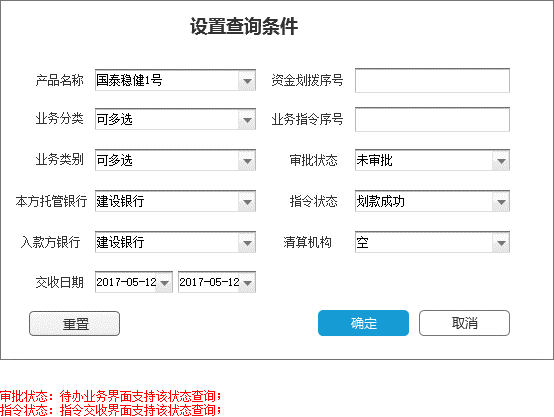 设置查询条件
产品名称 国泰稳健1号 资金划拨序号
业务分类 可多选 业务指令序号
业务类别 可多选 审批状态 未审批
本方托管银行 建设银行 指令状态 划款成功
入款方银行 建设银行 清算机构 空
交收日期 2017-05-12 2017-05-12
重置 确定 取消
审批状态：待办业务界面支持该状态查询；
指令状态：指令交收界面支持该状态查询；